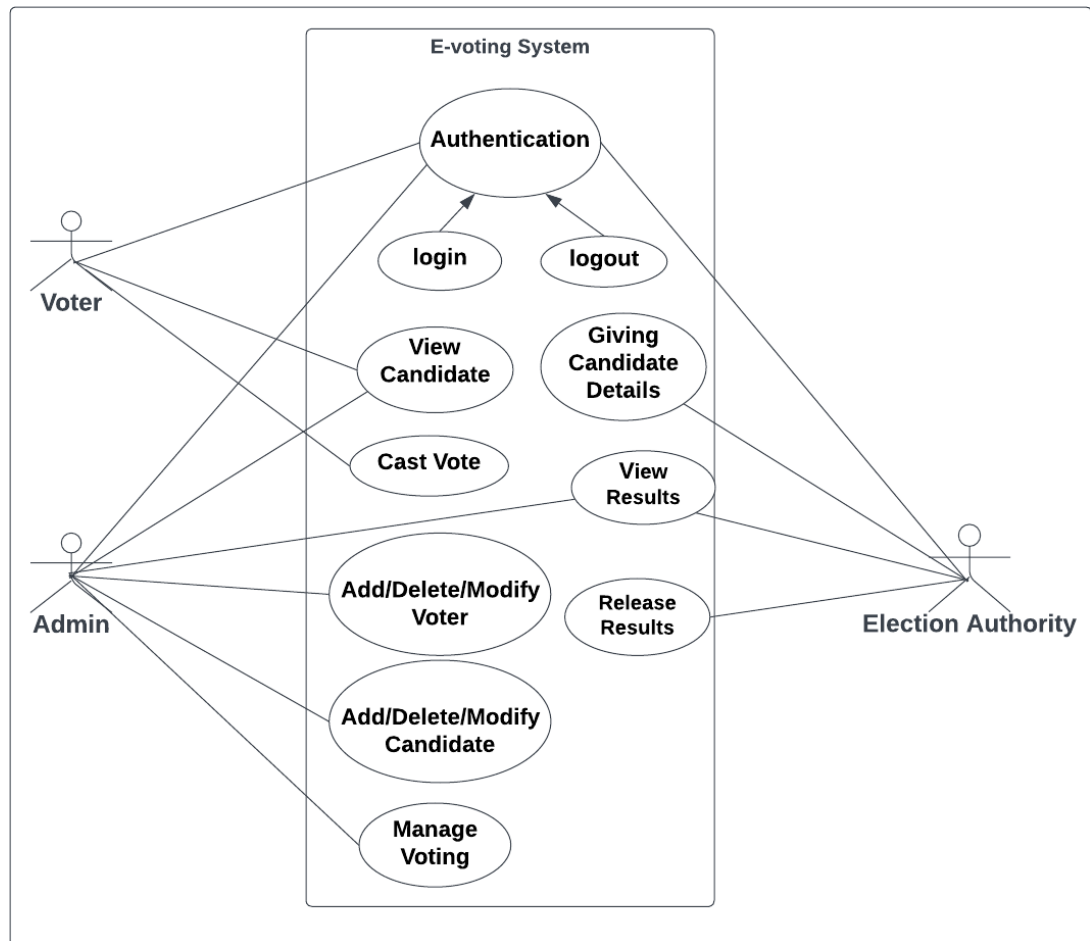 E-voting System
Authentication
login
logout
Voter
View
Candidate
Giving
Candidate
Details
Cast Vote
View
Results
Admin
Add/Delete/Modify
Voter
Release
Results
Election Authority
Add/Delete/Modify
Candidate
Manage
Voting